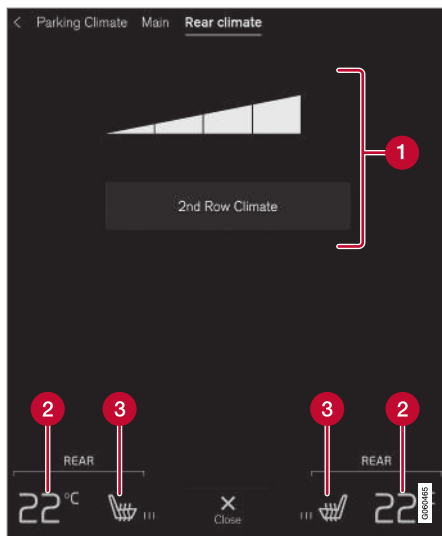 < Parking Climate Main Rear climate
1
2nd Row Climate
2 3 3 2
REAR REAR
22°C 22°
Close
G060465